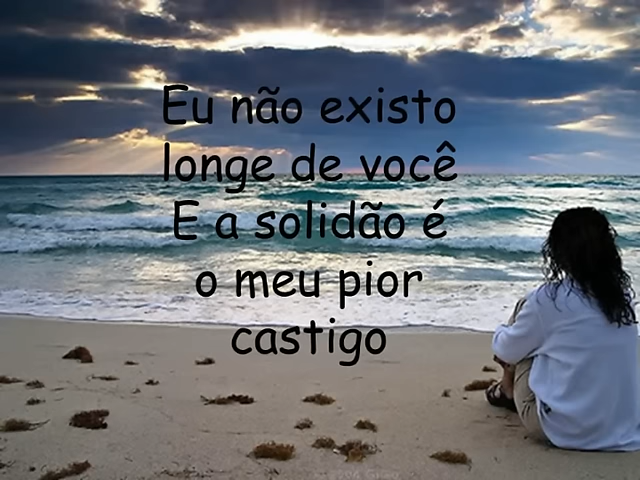 Eu não existo
longe de você
E a solidão é
o meu pior
castigo